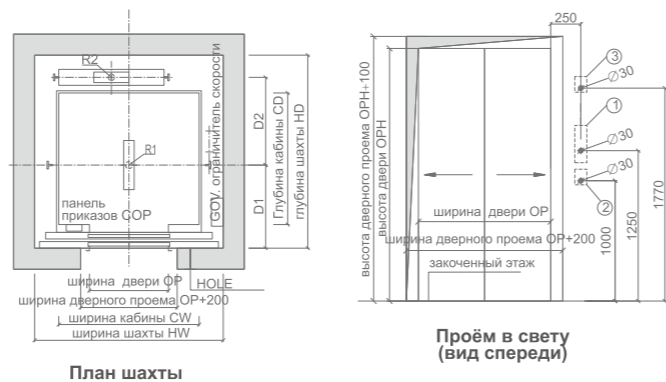 R2
GOV. ограничитель скорости
D2
Глубина кабины CD
глубина шахты HD
R1
D1
панель
приказов COP
HOLE
ширина двери OP
ширина дверного проема OP+200
ширина кабины CW
ширина шахты HW
План шахты
250
3
Ø30
1
Ø30
Ø30
2
высота дверного проема OPH+100
высота двери OPH
ширина двери OP
ширина дверного проема OP+200
закоченный этаж
1000
1250
1770
Проём в свету
(вид спереди)